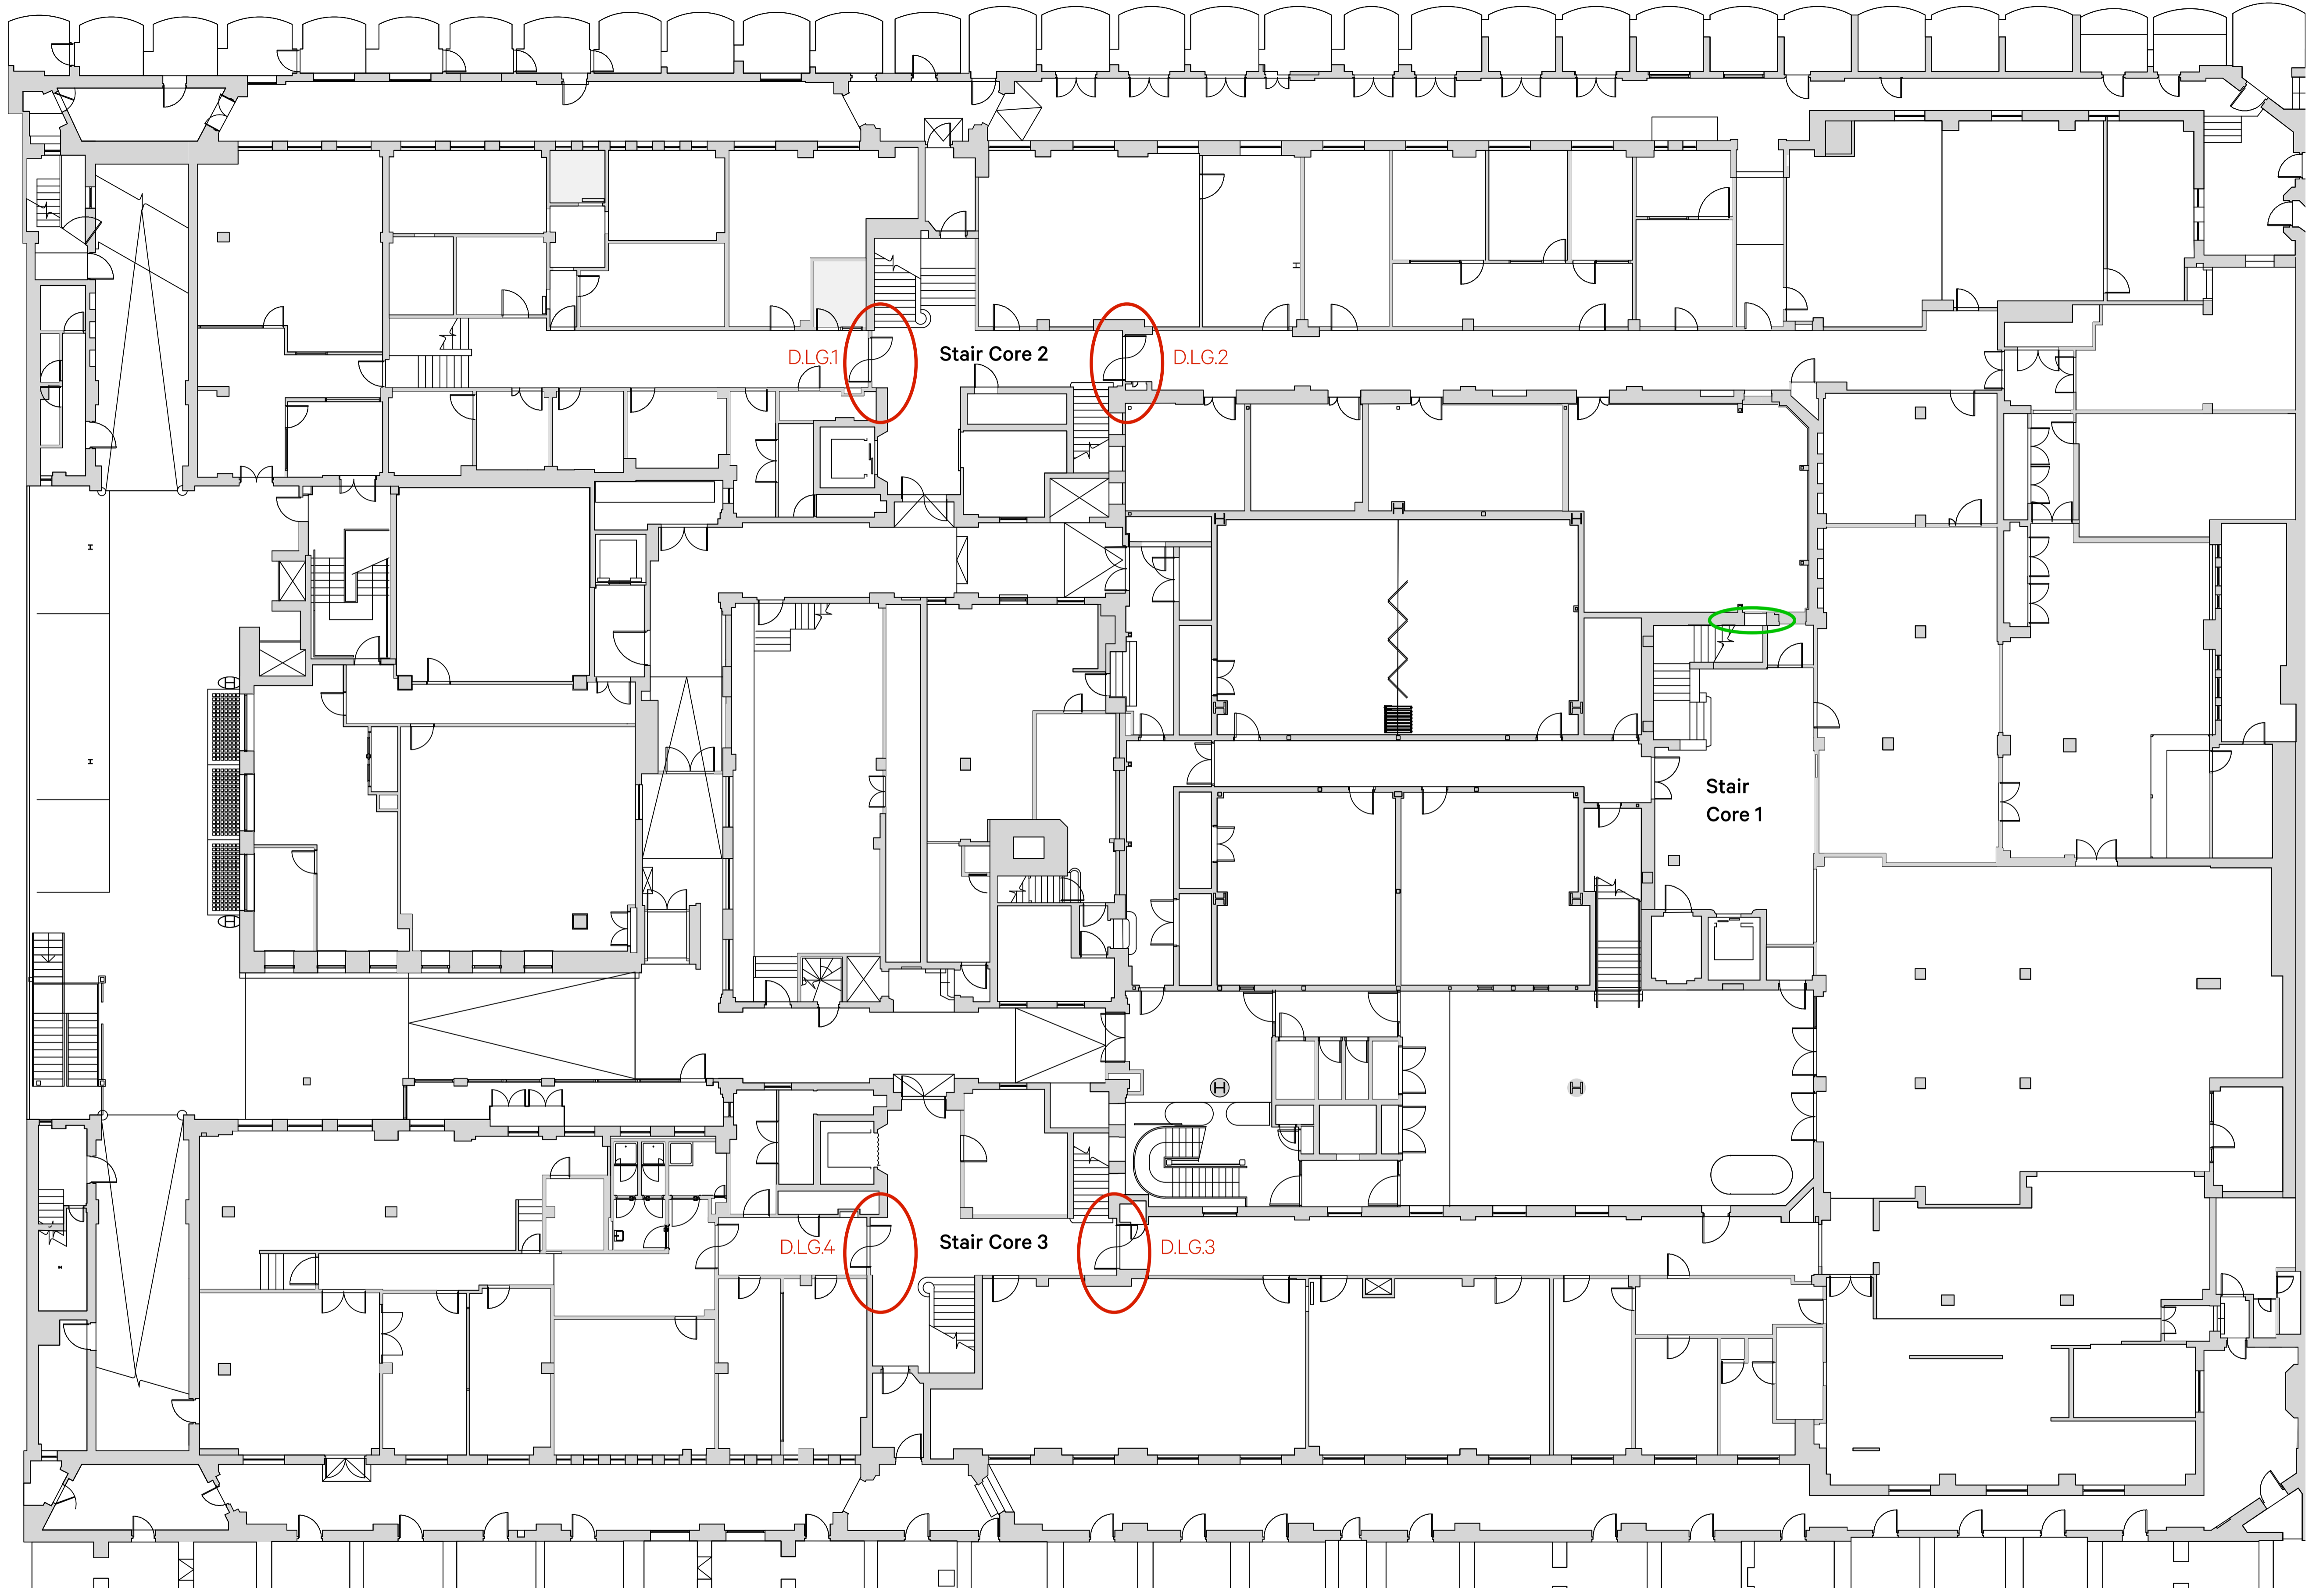 D.LG.1
Stair Core 2
D.LG.2
Stair
Core 1
D.LG.4
Stair Core 3
D.LG.3